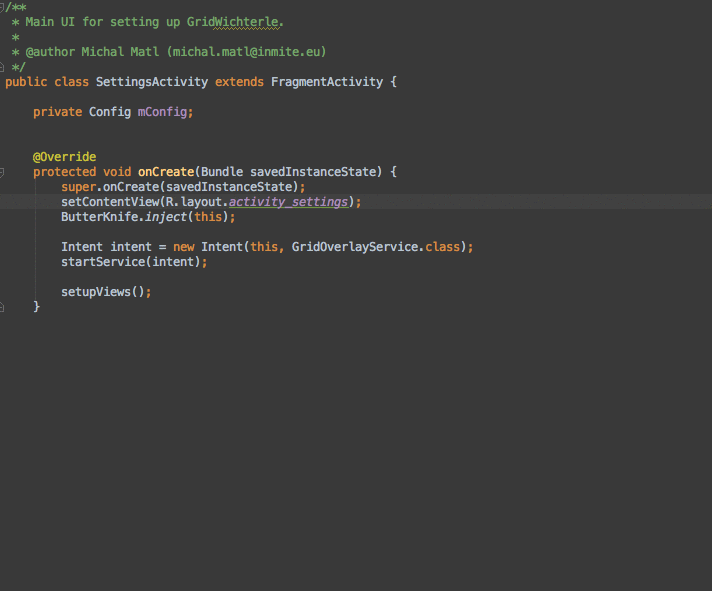 /**
 * Main UI for setting up GridWichterle.
 *
 * @author Michal Matl (michal.matl@inmite.eu)
 */
public class SettingsActivity extends FragmentActivity {
    private Config mConfig;
    @Override
    protected void onCreate(Bundle savedInstanceState) {
        super.onCreate(savedInstanceState);
        setContentView(R.layout.activity_settings);
        ButterKnife.inject(this);
        Intent intent = new Intent(this, GridOverlayService.class);
        startService(intent);
        setupViews();
    }